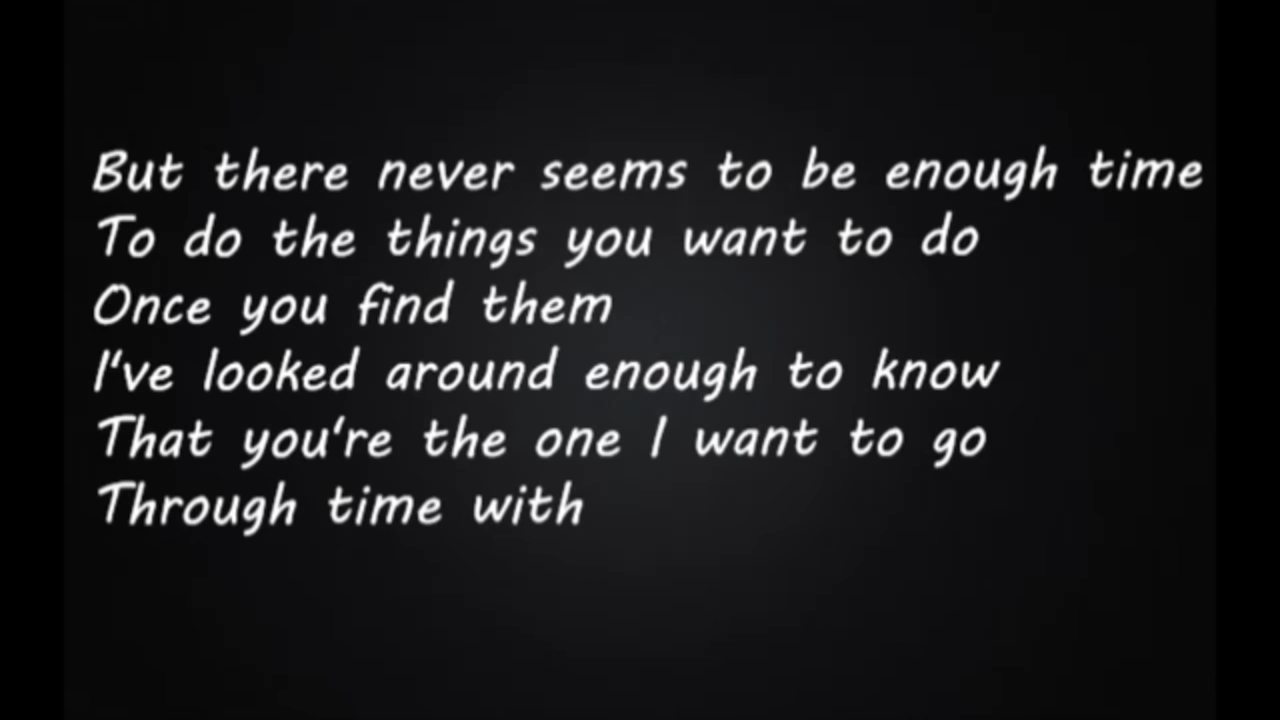 But there never seems to be enough time
To do the things you want to do
Once you find them
I've looked around enough to know
That you're the one I want to go
Through time with